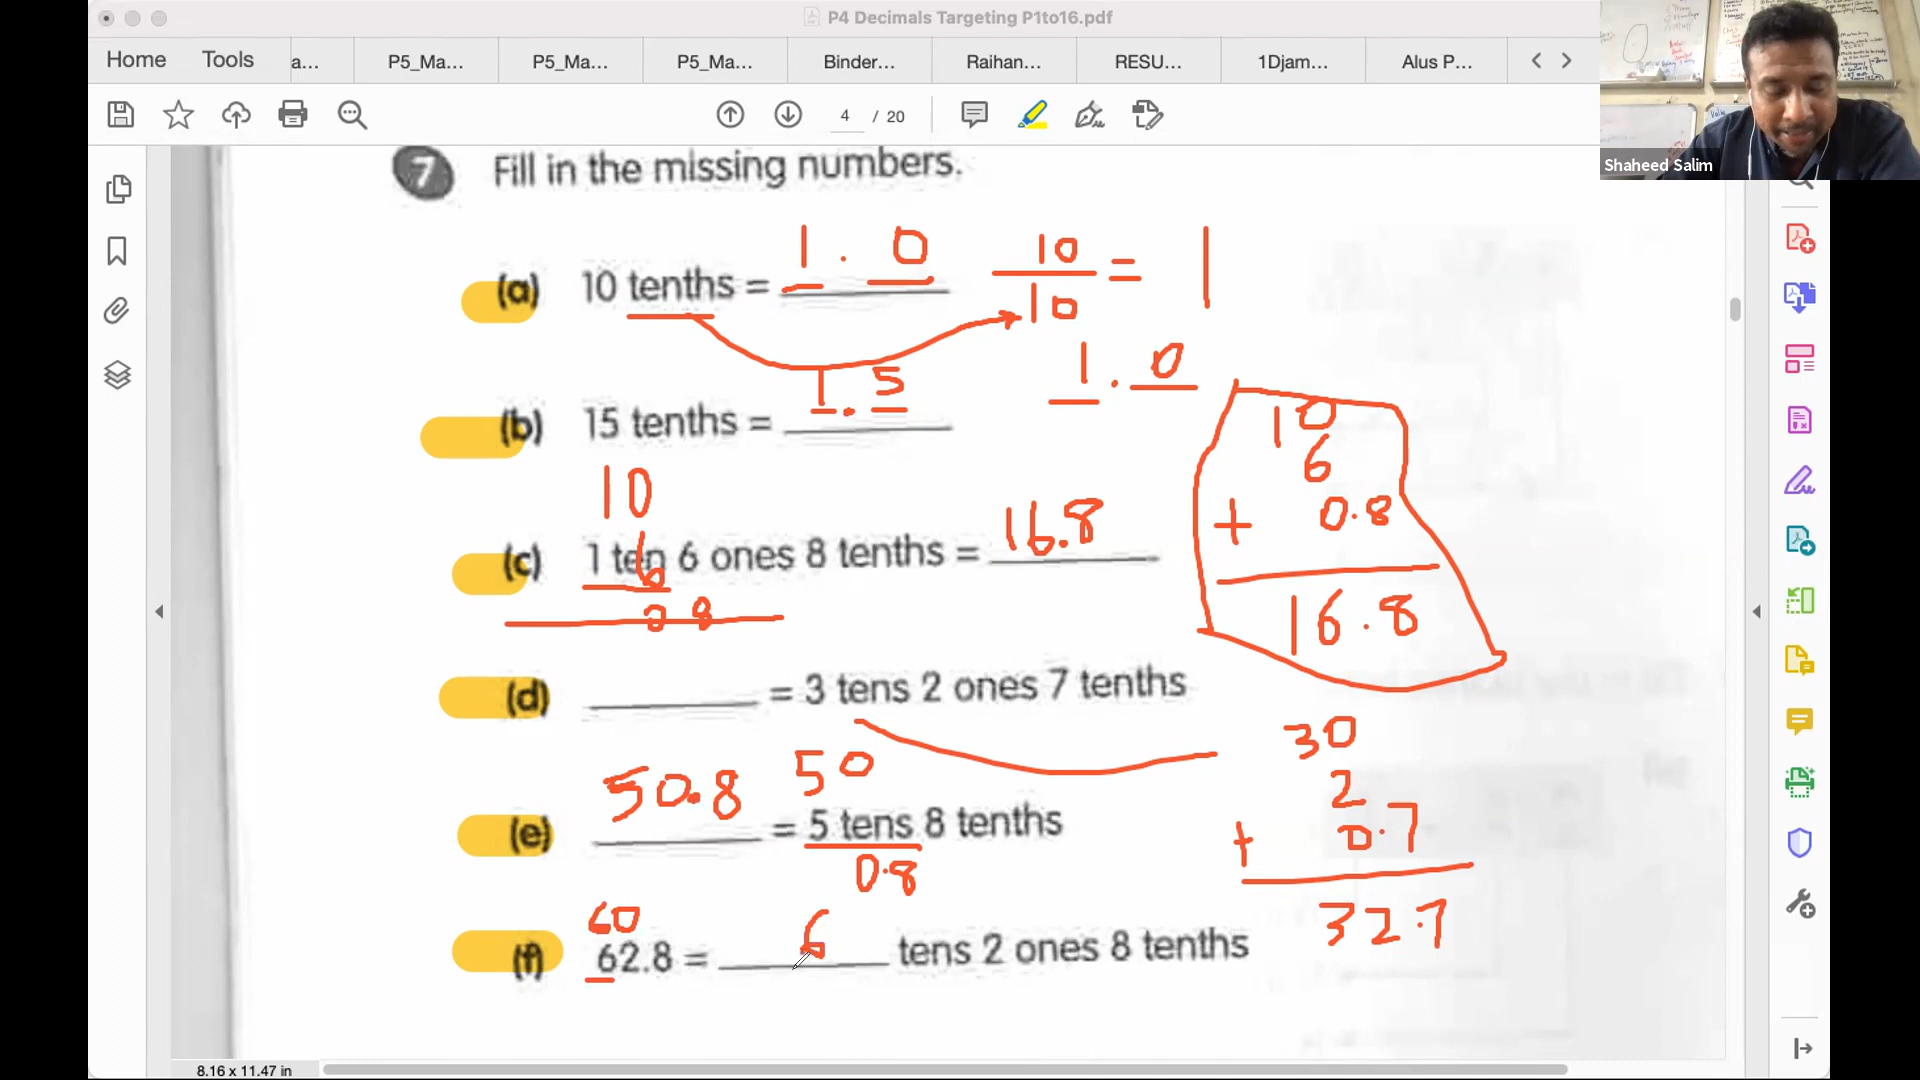 P4 Decimals Targeting P1to16.pdf
Home Tools a... P5_Ma... P5_Ma... P5_Ma... Binder... Raihan... RESU... 1Djam... Alus P...
4 / 20
Shaheed Salim
7 Fill in the missing numbers.
1 . 0 10/10 = 1
(a) 10 tenths =
1 . 0
1 . 5
(b) 15 tenths =
10
16.8
(c) 1 ten 6 ones 8 tenths =
6
0 8
10
6
+ 0.8
16.8
(d) = 3 tens 2 ones 7 tenths
30
2
+ 0.7
32.7
50.8 50
(e) = 5 tens 8 tenths
0.8
60 6
(f) 62.8 = tens 2 ones 8 tenths
8.16 x 11.47 in